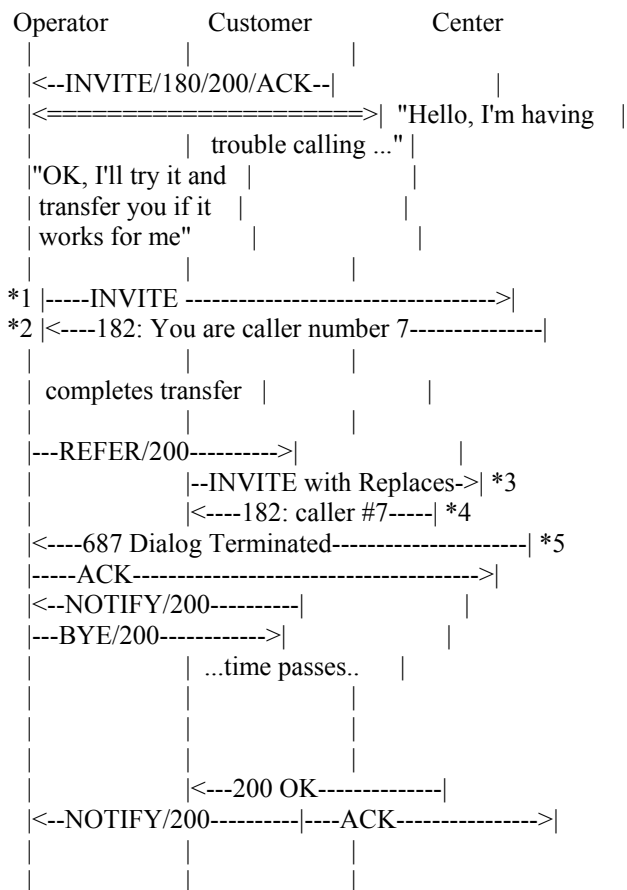 Operator Customer Center
| | |
|<--INVITE/180/200/ACK--| |
|<=====================>| "Hello, I'm having |
| | trouble calling ..." |
|"OK, I'll try it and | |
| transfer you if it | |
| works for me" | |
| | |
*1 |-----INVITE ----------------------------------->|
*2 |<----182: You are caller number 7---------------|
| | |
| completes transfer | |
| | |
|---REFER/200---------->| |
| |--INVITE with Replaces->| *3
| |<----182: caller #7-----| *4
|<----687 Dialog Terminated----------------------| *5
|-----ACK--------------------------------------->|
|<--NOTIFY/200----------| |
|---BYE/200------------>| |
| | ...time passes.. |
| | |
| | |
| | |
| |<---200 OK--------------|
|<--NOTIFY/200----------|----ACK---------------->|
| | |
| | |